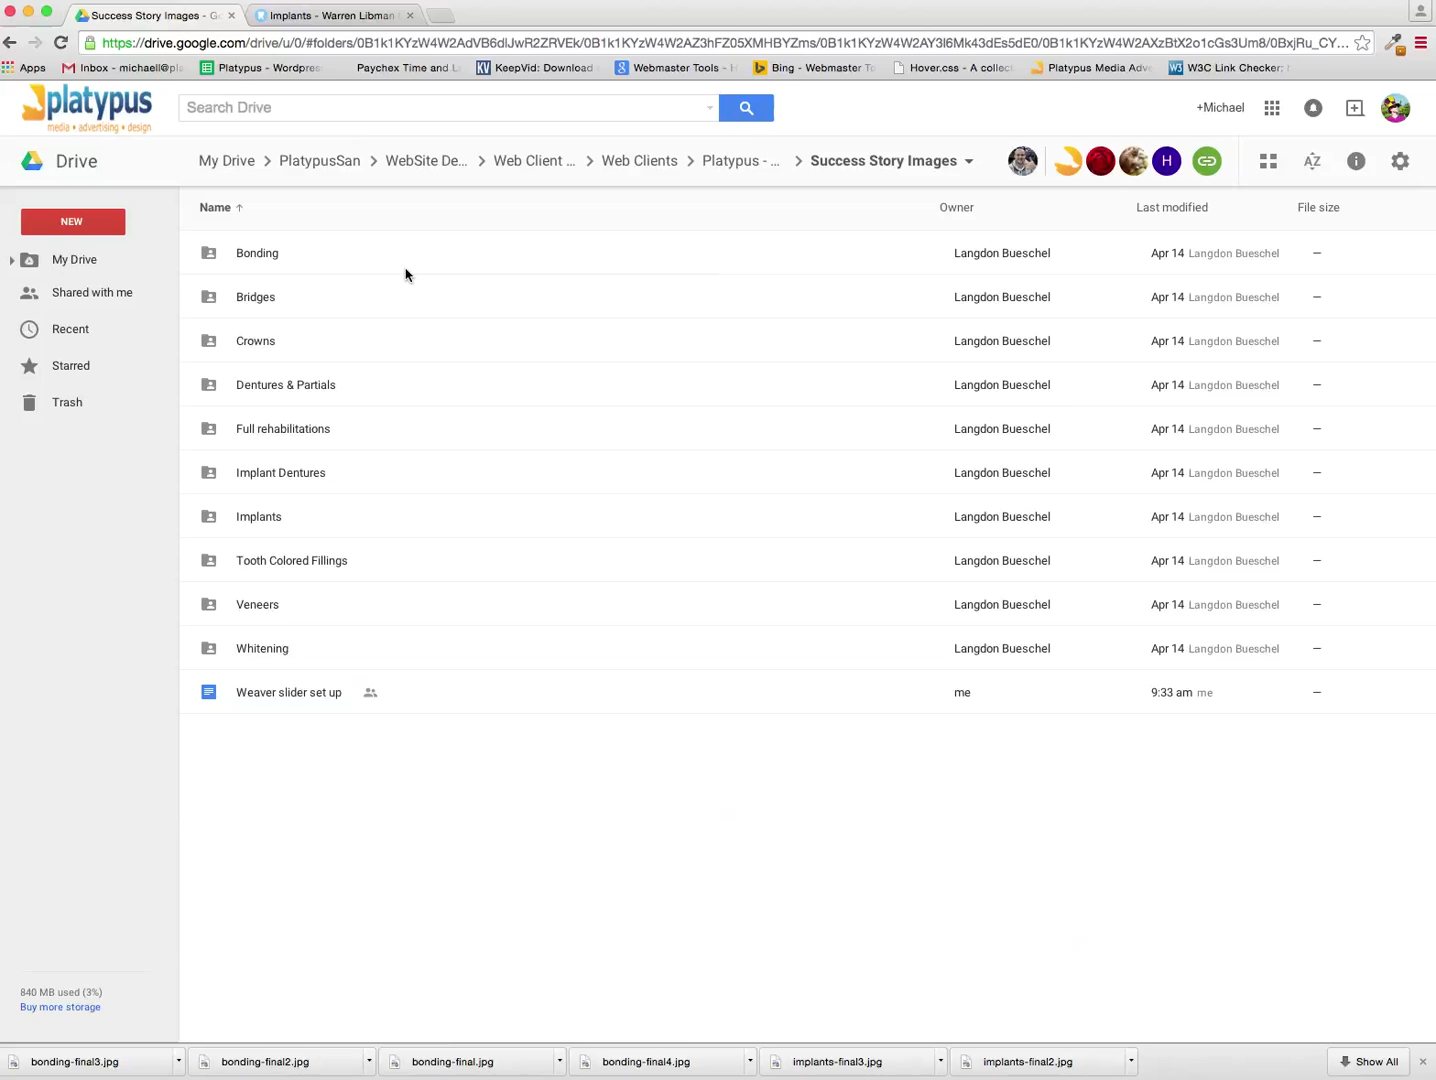 Success Story Images - G
Implants - Warren Libman
https://drive.google.com/drive/u/0/#folders/0B1k1KYzW4W2AdVB6dlJwR2ZRVEk/0B1k1KYzW4W2AZ3hFZ05XMHBYZms/0B1k1KYzW4W2AY3l6Mk43dEs5dE0/0B1k1KYzW4W2AXzBtX2o1cGs3Um8/0BxjRu_CY...
Apps Inbox - michaell@pl Platypus - Wordpres Paychex Time and L KV KeepVid: Download Webmaster Tools - H Bing - Webmaster To Hover.css - A collec Platypus Media Adve W3 W3C Link Checker:
platypus
media • advertising • design
Search Drive
+Michael
Drive
My Drive > PlatypusSan > WebSite De... > Web Client ... > Web Clients > Platypus - ... > Success Story Images
H
AZ
NEW
My Drive
Shared with me
Recent
Starred
Trash
Name Owner Last modified File size
Bonding Langdon Bueschel Apr 14 Langdon Bueschel —
Bridges Langdon Bueschel Apr 14 Langdon Bueschel —
Crowns Langdon Bueschel Apr 14 Langdon Bueschel —
Dentures & Partials Langdon Bueschel Apr 14 Langdon Bueschel —
Full rehabilitations Langdon Bueschel Apr 14 Langdon Bueschel —
Implant Dentures Langdon Bueschel Apr 14 Langdon Bueschel —
Implants Langdon Bueschel Apr 14 Langdon Bueschel —
Tooth Colored Fillings Langdon Bueschel Apr 14 Langdon Bueschel —
Veneers Langdon Bueschel Apr 14 Langdon Bueschel —
Whitening Langdon Bueschel Apr 14 Langdon Bueschel —
Weaver slider set up me 9:33 am me —
840 MB used (3%)
Buy more storage
bonding-final3.jpg bonding-final2.jpg bonding-final.jpg bonding-final4.jpg implants-final3.jpg implants-final2.jpg Show All